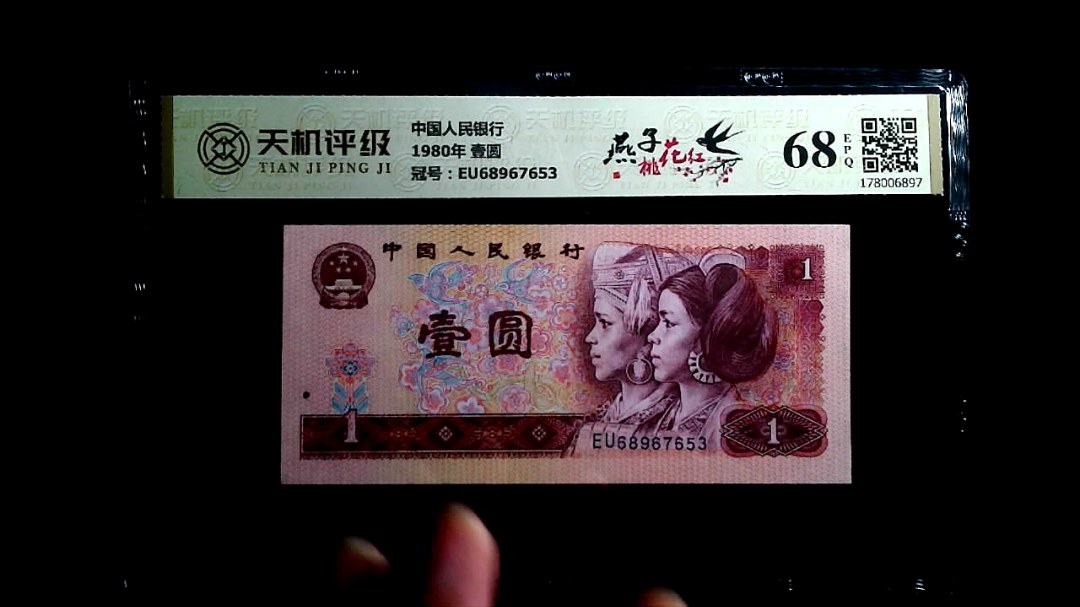 天机评级
TIAN JI PING JI
中国人民银行
1980年 壹圆
冠号：EU68967653
燕子
桃花红
68
EPQ
178006897
中国人民银行
1
壹圆
1
EU68967653
1